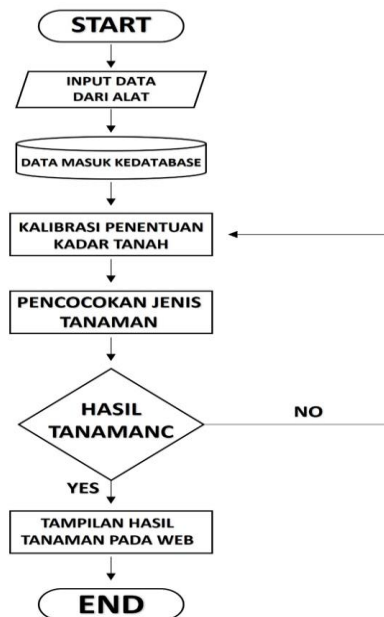 START
INPUT DATA
DARI ALAT
DATA MASUK KEDATABASE
KALIBRASI PENENTUAN
KADAR TANAH
PENCOCOKAN JENIS
TANAMAN
HASIL
TANAMANC
NO
YES
TAMPILAN HASIL
TANAMAN PADA WEB
END